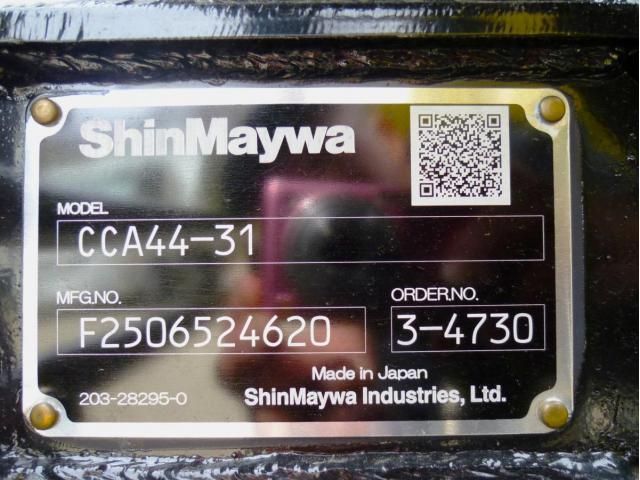 ShinMaywa
MODEL
CCA44-31
MFG.NO.
F2506524620
ORDER.NO.
3-4730
Made in Japan
203-28295-0
ShinMaywa Industries, Ltd.